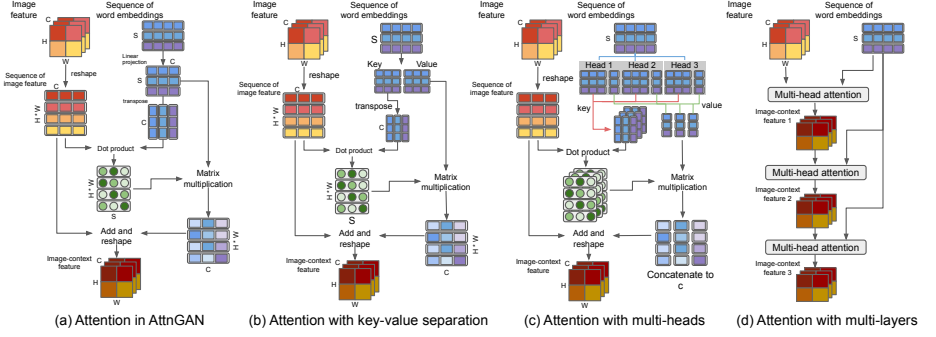 Image
feature
Sequence of
word embeddings
C
H
W
S
C
Linear
projection
S
reshape
Sequence of image feature
C
H * W
transpose
C
Dot product
H * W
S
Matrix
multiplication
Add and
reshape
H * W
C
Image-context
feature
C
H
W
(a) Attention in AttnGAN
Image
feature
Sequence of
word embeddings
C
H
W
S
reshape
Key
Value
Sequence of
image feature
C
H * W
transpose
C
Dot product
H * W
S
Matrix
multiplication
Add and
reshape
H * W
C
Image-context
feature
C
H
W
(b) Attention with key-value separation
Image
feature
Sequence of
word embeddings
C
H
W
S
reshape
Head 1
Head 2
Head 3
Sequence of
image feature
C
H * W
key
value
Dot product
H * W
S
Matrix
multiplication
Add and
reshape
Concatenate to
C
Image-context
feature
C
H
W
(c) Attention with multi-heads
Image
feature
Sequence of
word embeddings
C
H
W
S
Multi-head attention
Image-context
feature 1
Multi-head attention
Image-context
feature 2
Multi-head attention
Image-context
feature 3
(d) Attention with multi-layers